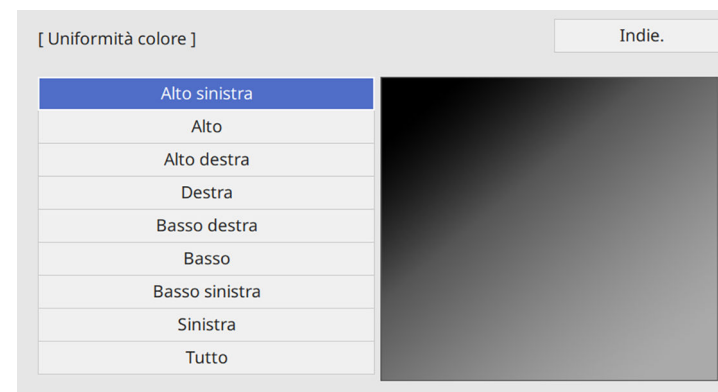 [ Uniformità colore ]
Indie.
Alto sinistra
Alto
Alto destra
Destra
Basso destra
Basso
Basso sinistra
Sinistra
Tutto